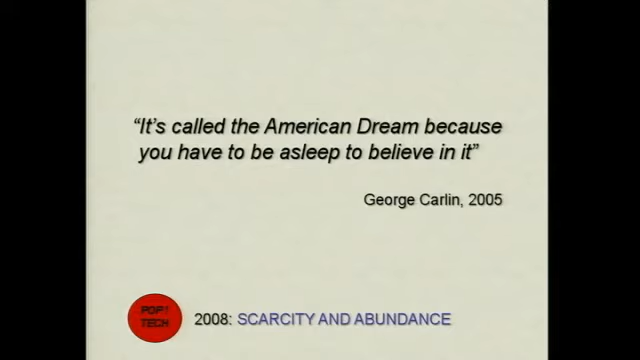 “It’s called the American Dream because
you have to be asleep to believe in it”
George Carlin, 2005
POP!
TECH
2008: SCARCITY AND ABUNDANCE